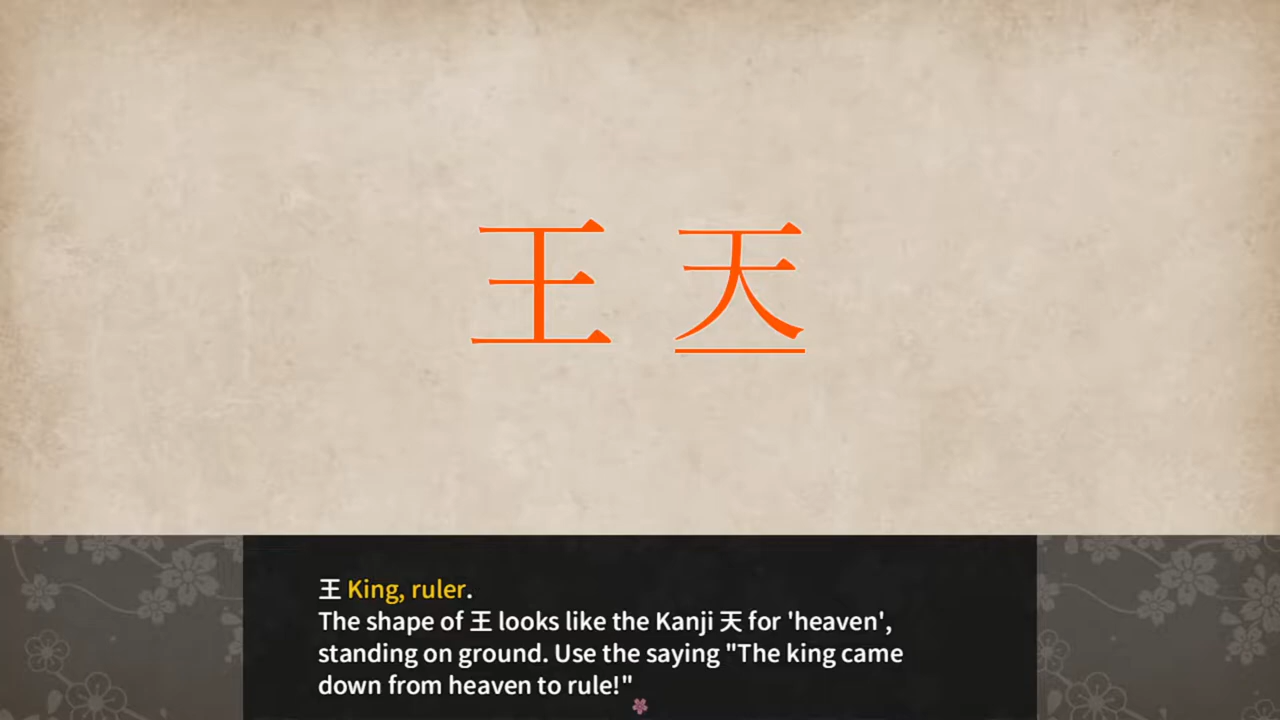 王 天
王 King, ruler.
The shape of 王 looks like the Kanji 天 for 'heaven',
standing on ground. Use the saying "The king came
down from heaven to rule!"